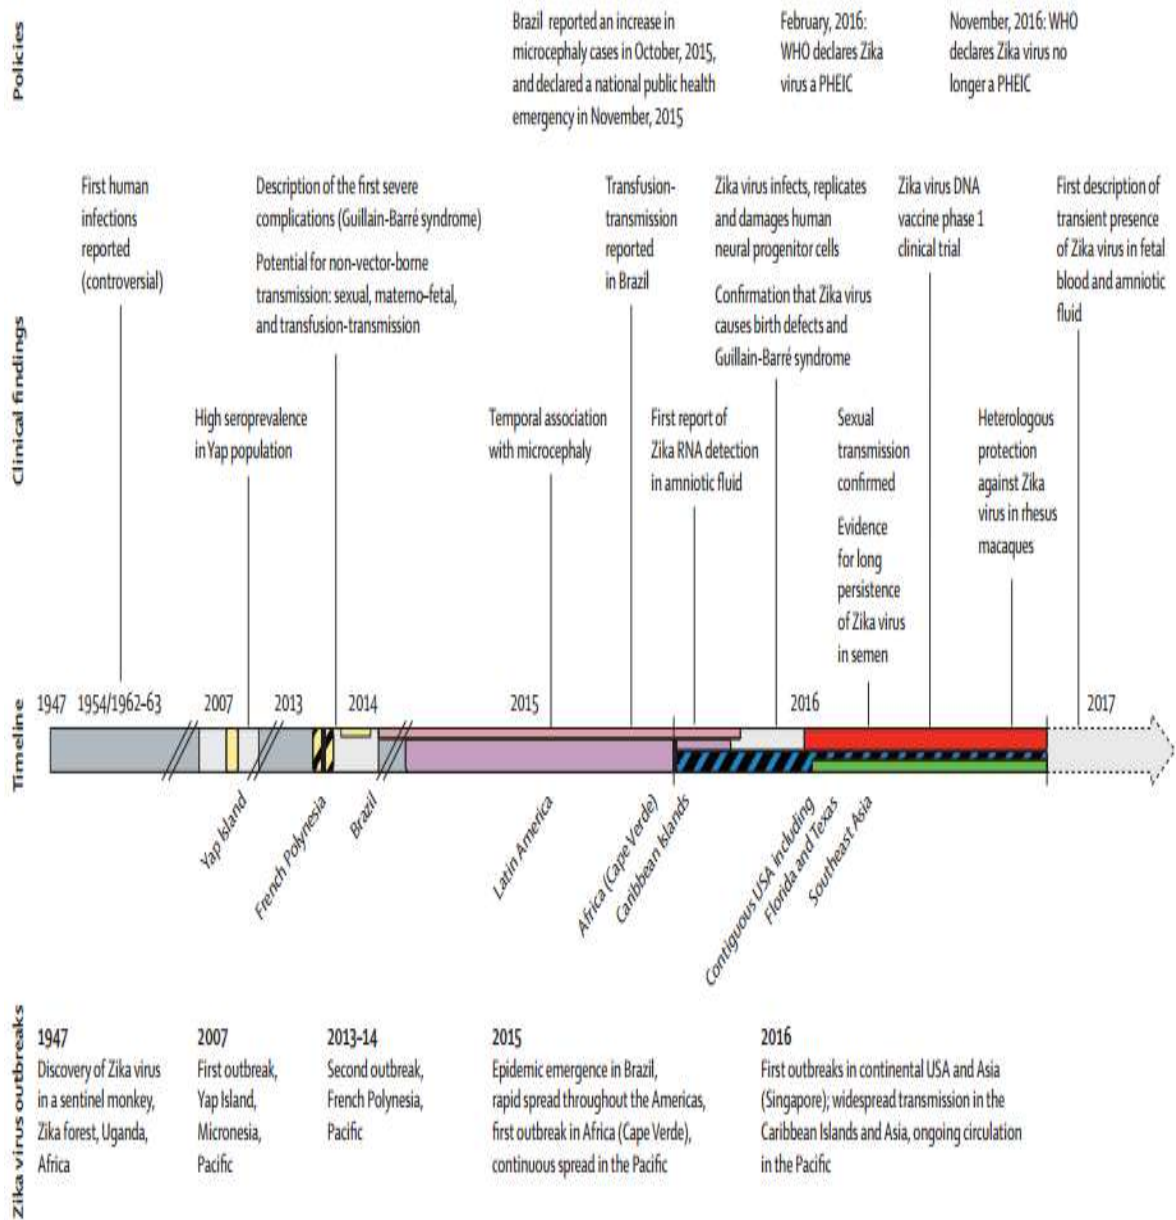 Policies
Brazil reported an increase in
microcephaly cases in October, 2015,
and declared a national public health
emergency in November, 2015
February, 2016:
WHO declares Zika
virus a PHEIC
November, 2016: WHO
declares Zika virus no
longer a PHEIC
Clinical findings
First human
infections
reported
(controversial)
Description of the first severe
complications (Guillain-Barré syndrome)
Potential for non-vector-borne
transmission: sexual, materno–fetal,
and transfusion-transmission
Transfusion-
transmission
reported
in Brazil
Zika virus infects, replicates
and damages human
neural progenitor cells
Confirmation that Zika virus
causes birth defects and
Guillain-Barré syndrome
Zika virus DNA
vaccine phase 1
clinical trial
First description of
transient presence
of Zika virus in fetal
blood and amniotic
fluid
High seroprevalence
in Yap population
Temporal association
with microcephaly
First report of
Zika RNA detection
in amniotic fluid
Sexual
transmission
confirmed
Evidence
for long
persistence
of Zika virus
in semen
Heterologous
protection
against Zika
virus in rhesus
macaques
Timeline
1947 1954/1962–63 2007 2013 2014 2015 2016 2017
Yap Island
French Polynesia
Brazil
Latin America
Africa (Cape Verde)
Caribbean Islands
Contiguous USA including
Florida and Texas
Southeast Asia
Zika virus outbreaks
1947
Discovery of Zika virus
in a sentinel monkey,
Zika forest, Uganda,
Africa
2007
First outbreak,
Yap Island,
Micronesia,
Pacific
2013–14
Second outbreak,
French Polynesia,
Pacific
2015
Epidemic emergence in Brazil,
rapid spread throughout the Americas,
first outbreak in Africa (Cape Verde),
continuous spread in the Pacific
2016
First outbreaks in continental USA and Asia
(Singapore); widespread transmission in the
Caribbean Islands and Asia, ongoing circulation
in the Pacific